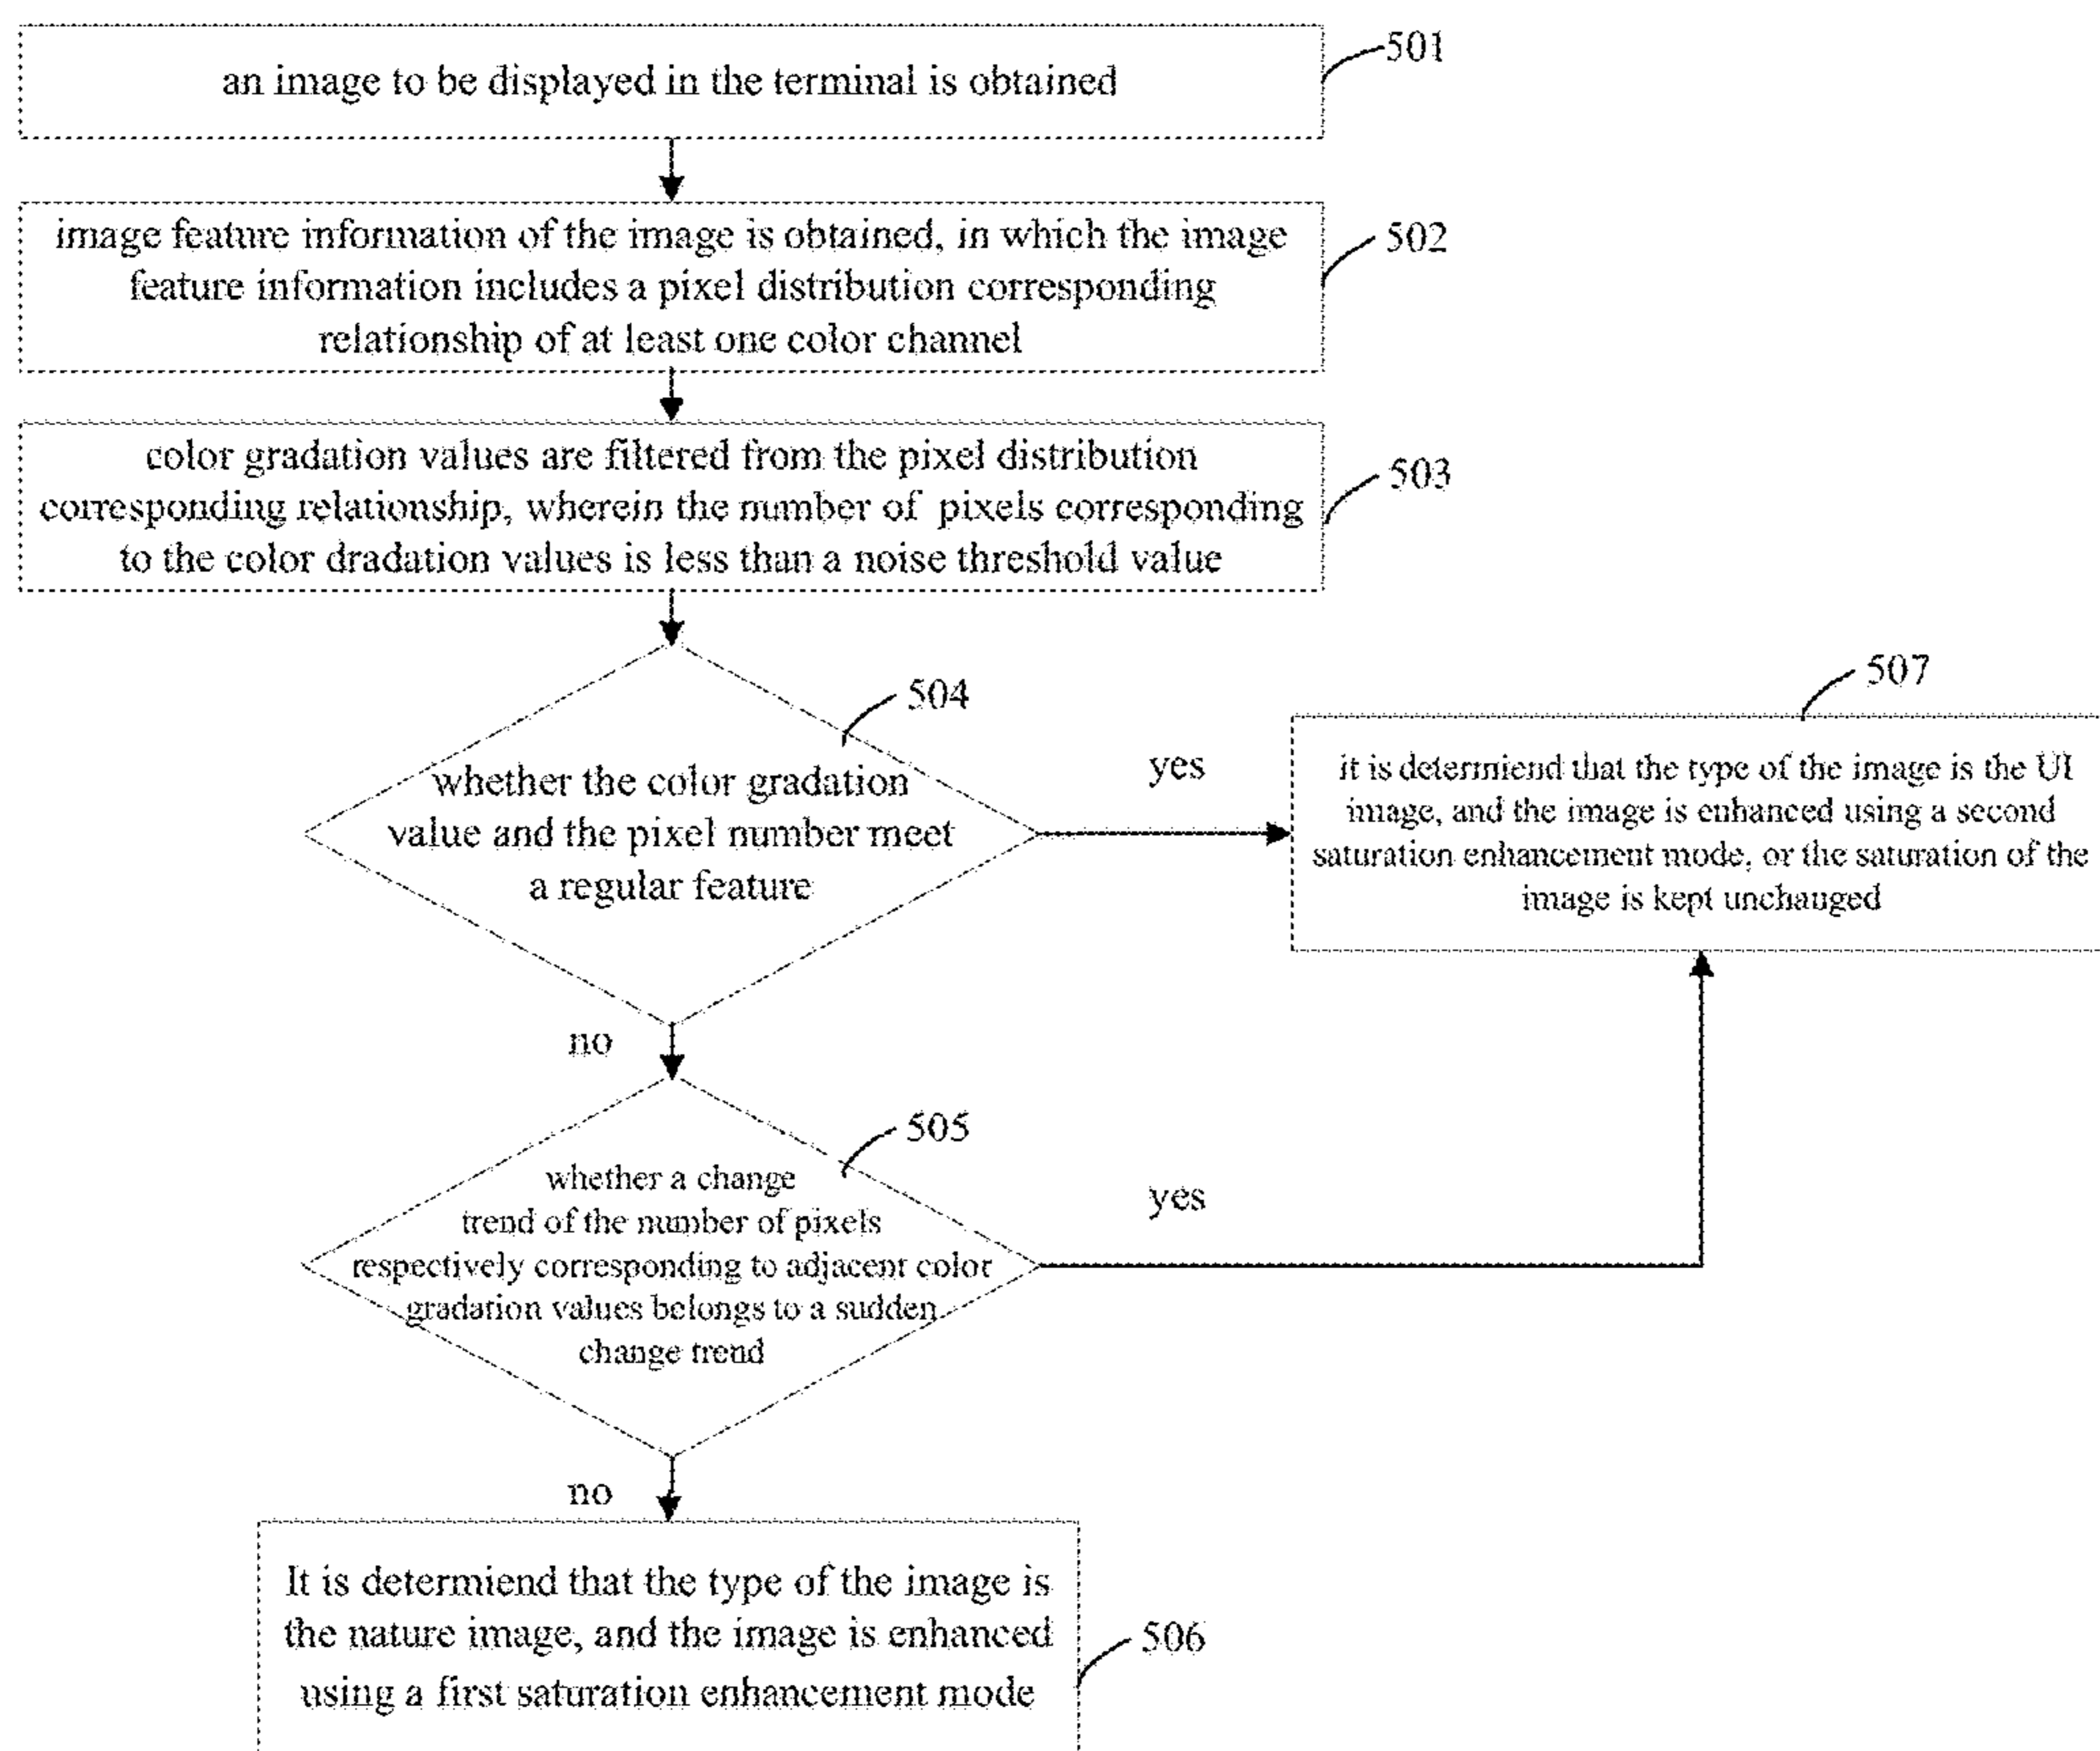 an image to be displayed in the terminal is obtained
501
image feature information of the image is obtained, in which the image
feature information includes a pixel distribution corresponding
relationship of at least one color channel
502
color gradation values are filtered from the pixel distribution
corresponding relationship, wherein the number of pixels corresponding
to the color dradation values is less than a noise threshold value
503
504
whether the color gradation
value and the pixel number meet
a regular feature
yes
507
it is determiend that the type of the image is the UI
image, and the image is enhanced using a second
saturation enhancement mode, or the saturation of the
image is kept unchauged
no
505
whether a change
trend of the number of pixels
respectively corresponding to adjacent color
gradation values belongs to a sudden
change trend
yes
no
It is determiend that the type of the image is
the nature image, and the image is enhanced
using a first saturation enhancement mode
506